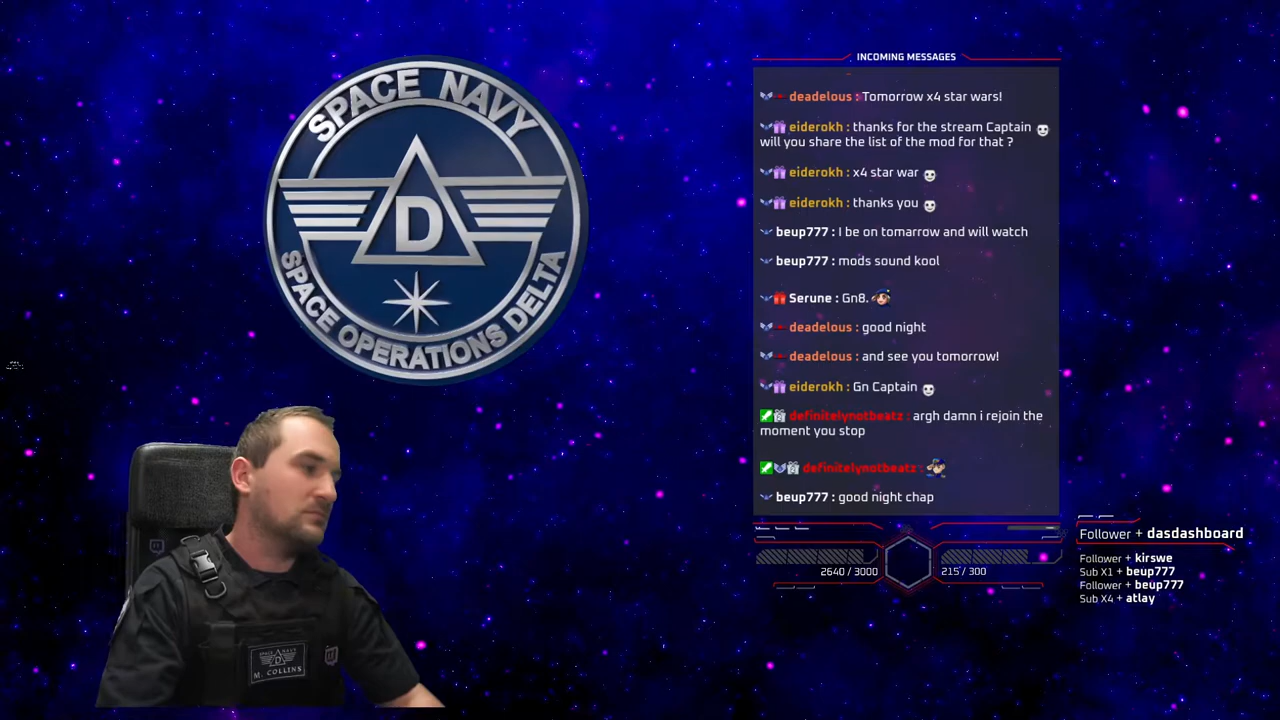 SPACE NAVY
D
SPACE OPERATIONS DELTA
SPACE NAVY
D
M. COLLINS
INCOMING MESSAGES
deadelous : Tomorrow x4 star wars!
eiderokh : thanks for the stream Captain
will you share the list of the mod for that ?
eiderokh : x4 star war
eiderokh : thanks you
beup777 : I be on tomarrow and will watch
beup777 : mods sound kool
Serune : Gn8.
deadelous : good night
deadelous : and see you tomorrow!
eiderokh : Gn Captain
definitelynotbeatz : argh damn i rejoin the
moment you stop
definitelynotbeatz :
beup777 : good night chap
2640 / 3000
215 / 300
Follower + dasdashboard
Follower + kirswe
Sub X1 + beup777
Follower + beup777
Sub X4 + atlay